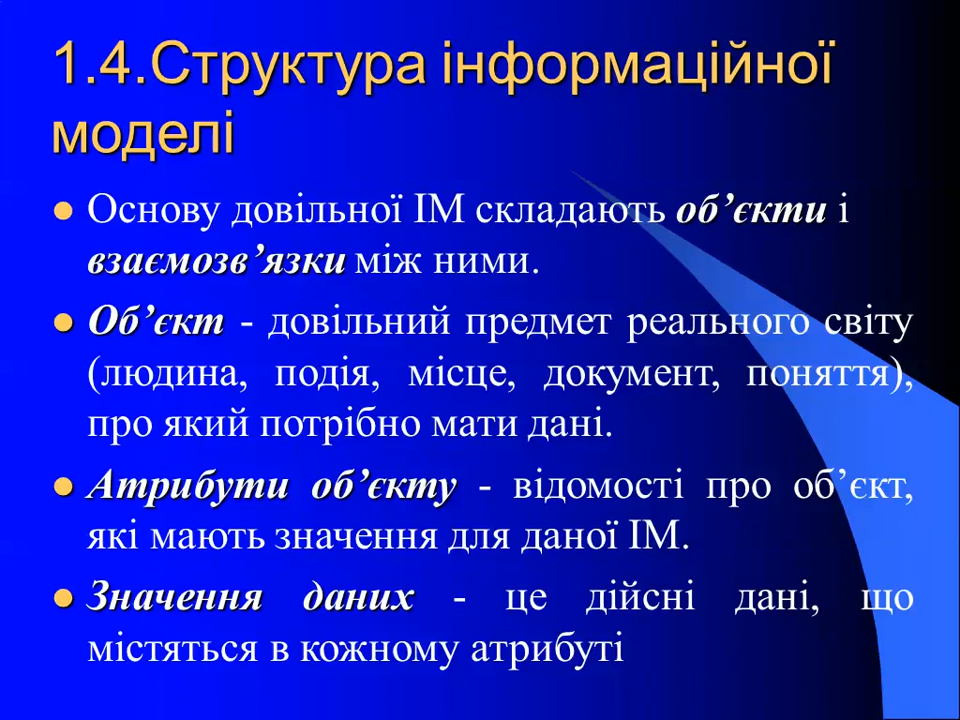 1.4.Структура інформаційної
моделі
Основу довільної ІМ складають об’єкти і
взаємозв’язки між ними.
Об’єкт - довільний предмет реального світу
(людина, подія, місце, документ, поняття),
про який потрібно мати дані.
Атрибути об’єкту - відомості про об’єкт,
які мають значення для даної ІМ.
Значення даних - це дійсні дані, що
містяться в кожному атрибуті